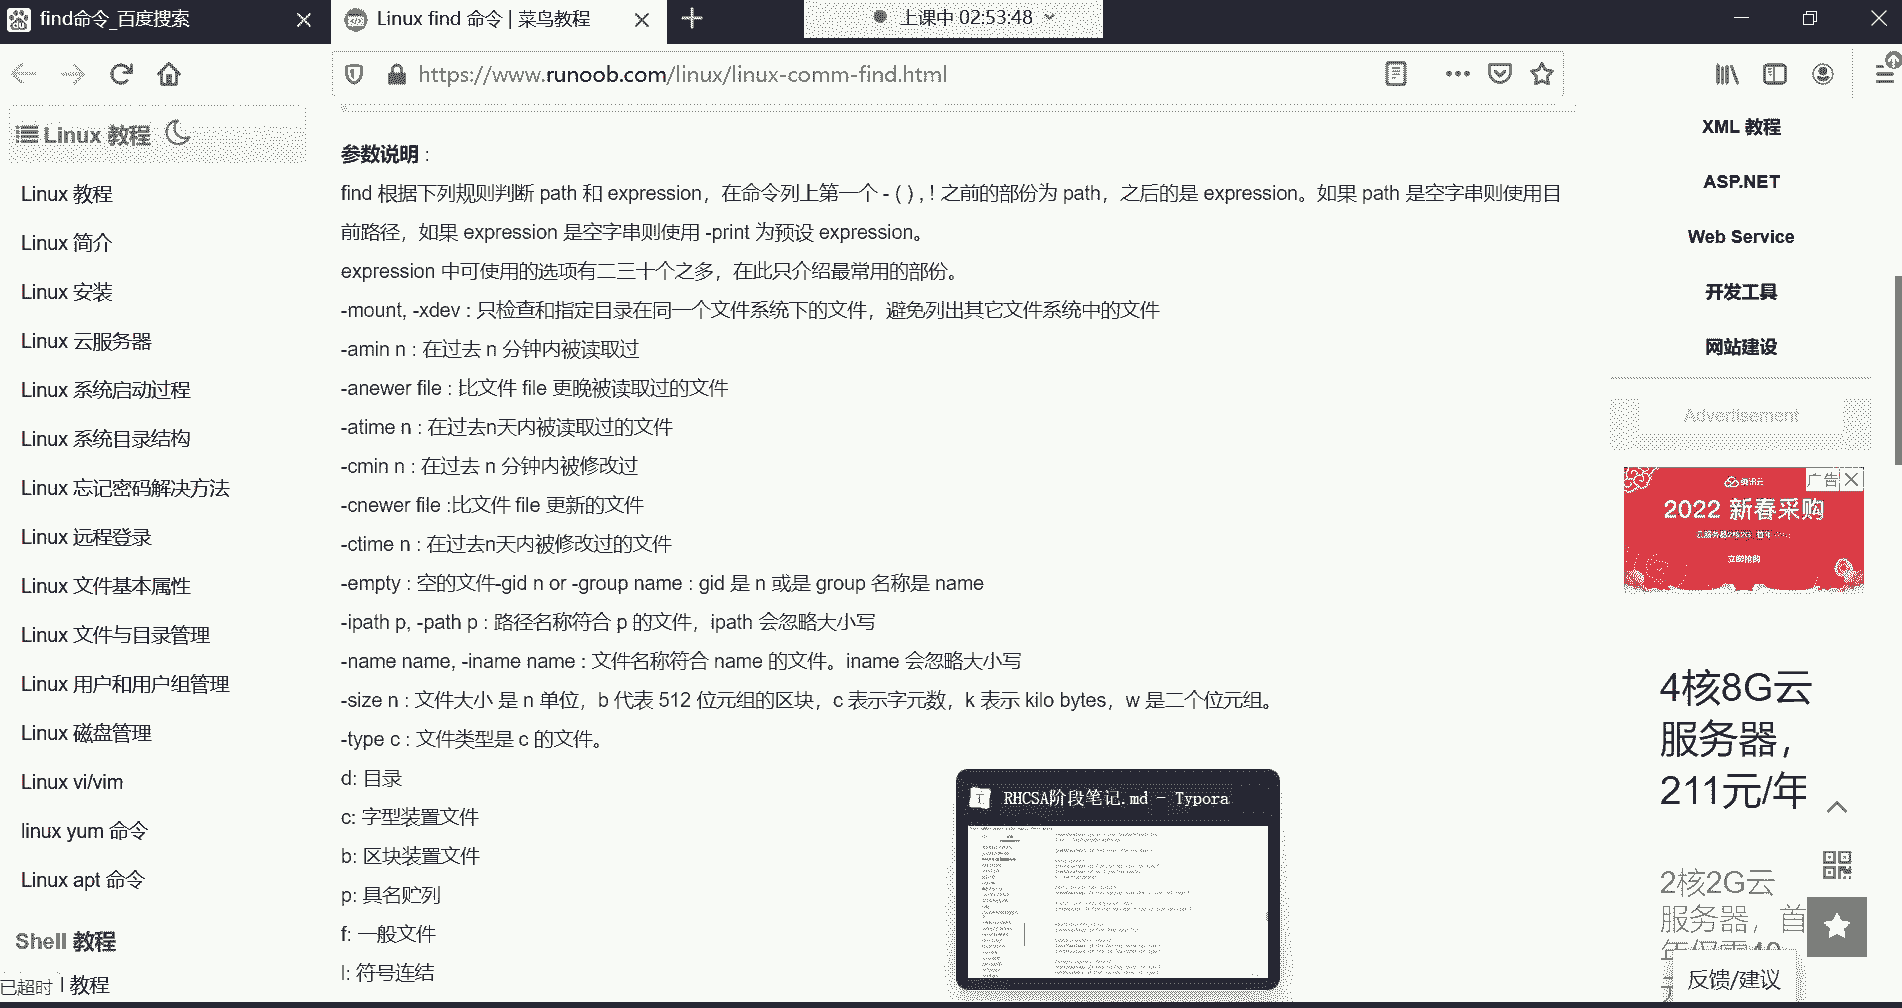 find命令_百度搜索
Linux find 命令 | 菜鸟教程
上课中 02:53:48
https://www.runoob.com/linux/linux-comm-find.html
Linux 教程
Linux 教程
Linux 简介
Linux 安装
Linux 云服务器
Linux 系统启动过程
Linux 系统目录结构
Linux 忘记密码解决方法
Linux 远程登录
Linux 文件基本属性
Linux 文件与目录管理
Linux 用户和用户组管理
Linux 磁盘管理
Linux vi/vim
linux yum 命令
Linux apt 命令
Shell 教程
已超时
教程
参数说明 :
find 根据下列规则判断 path 和 expression，在命令列上第一个 - ( ) , ! 之前的部份为 path，之后的是 expression。如果 path 是空字串则使用目
前路径，如果 expression 是空字串则使用 -print 为预设 expression。
expression 中可使用的选项有二三十个之多，在此只介绍最常用的部份。
-mount, -xdev : 只检查和指定目录在同一个文件系统下的文件，避免列出其它文件系统中的文件
-amin n : 在过去 n 分钟内被读取过
-anewer file : 比文件 file 更晚被读取过的文件
-atime n : 在过去n天内被读取过的文件
-cmin n : 在过去 n 分钟内被修改过
-cnewer file :比文件 file 更新的文件
-ctime n : 在过去n天内被修改过的文件
-empty : 空的文件-gid n or -group name : gid 是 n 或是 group 名称是 name
-ipath p, -path p : 路径名称符合 p 的文件，ipath 会忽略大小写
-name name, -iname name : 文件名称符合 name 的文件。iname 会忽略大小写
-size n : 文件大小 是 n 单位，b 代表 512 位元组的区块，c 表示字元数，k 表示 kilo bytes，w 是二个位元组。
-type c : 文件类型是 c 的文件。
d: 目录
c: 字型装置文件
b: 区块装置文件
p: 具名贮列
f: 一般文件
l: 符号连结
RHCSA阶段笔记.md - Typora
XML 教程
ASP.NET
Web Service
开发工具
网站建设
Advertisement
广告
腾讯云
2022 新春采购
立即抢购
4核8G云
服务器，
211元/年
2核2G云
服务器，首
反馈/建议